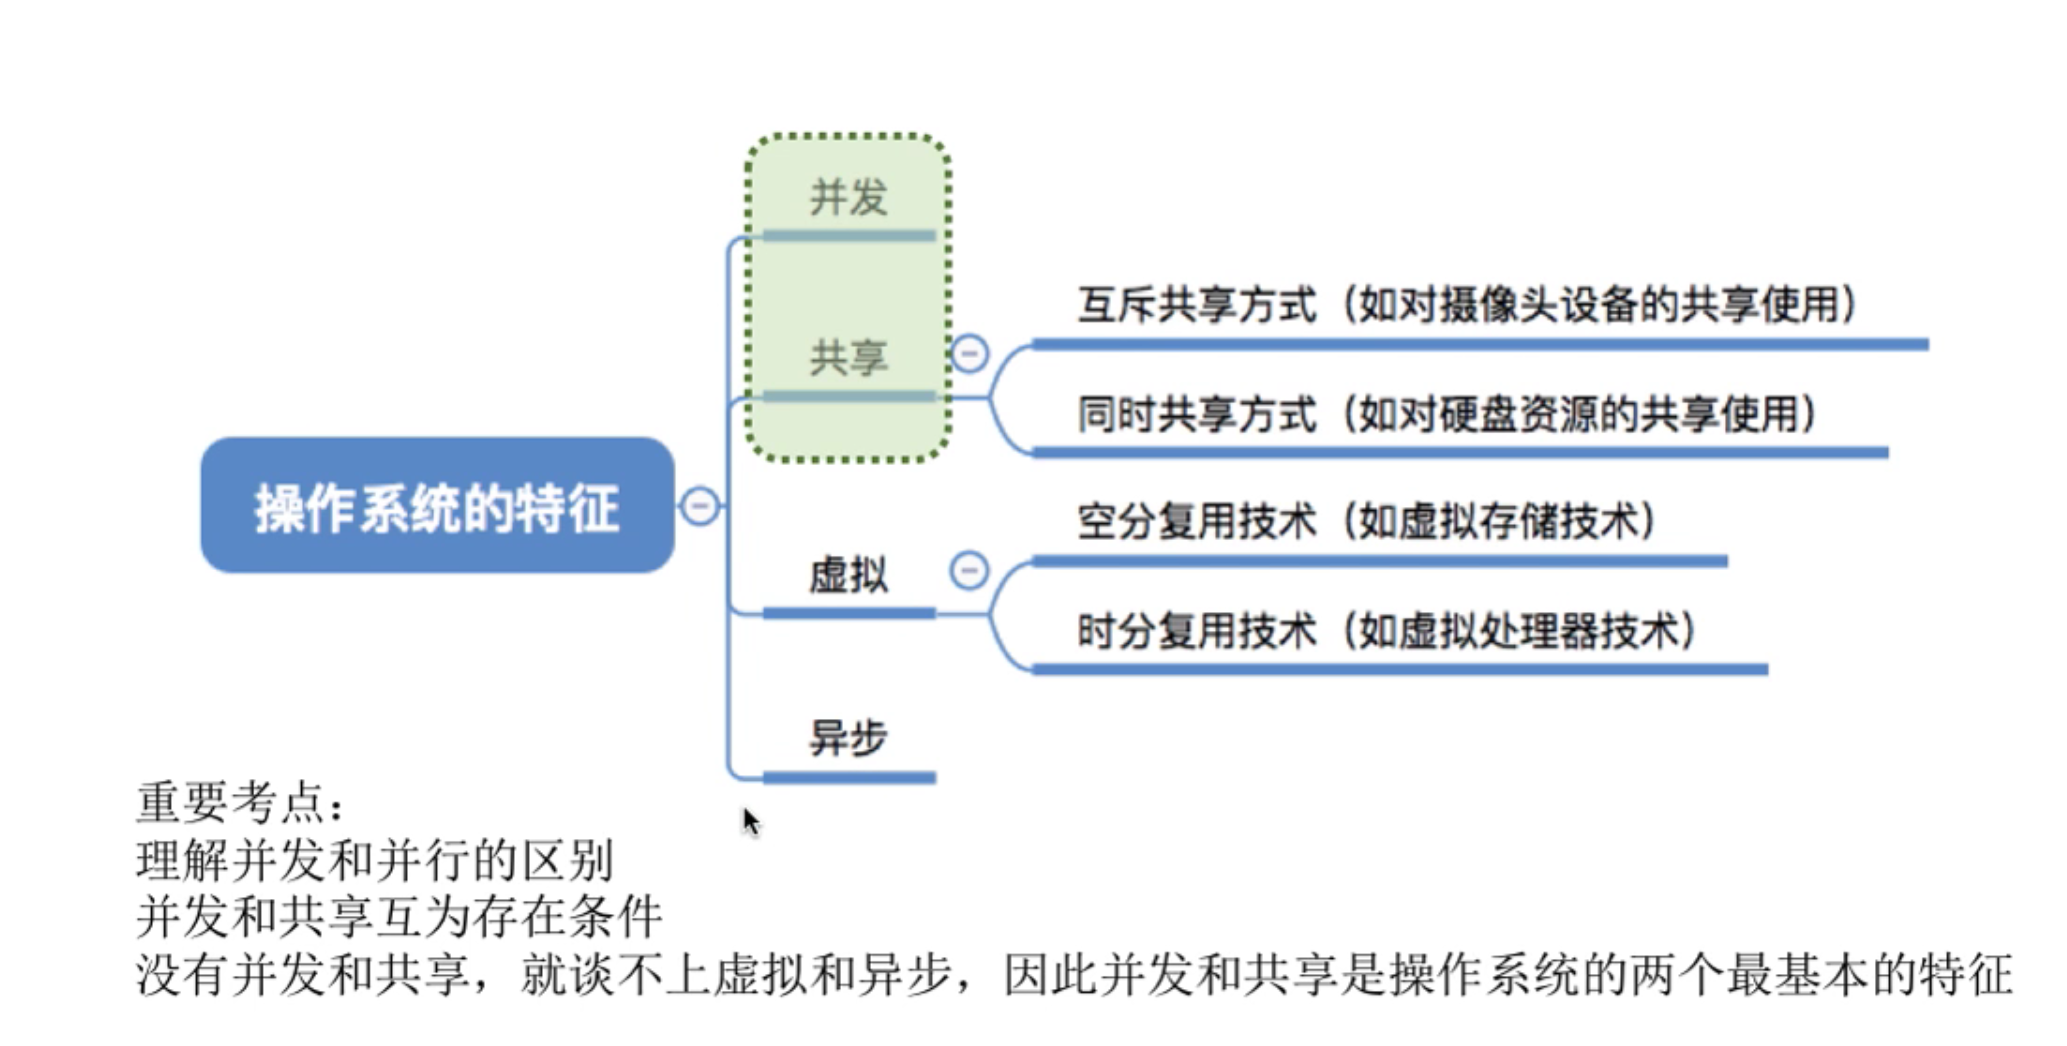 并发
共享
互斥共享方式（如对摄像头设备的共享使用）
同时共享方式（如对硬盘资源的共享使用）
操作系统的特征
虚拟
空分复用技术（如虚拟存储技术）
时分复用技术（如虚拟处理器技术）
异步
重要考点：
理解并发和并行的区别
并发和共享互为存在条件
没有并发和共享，就谈不上虚拟和异步，因此并发和共享是操作系统的两个最基本的特征